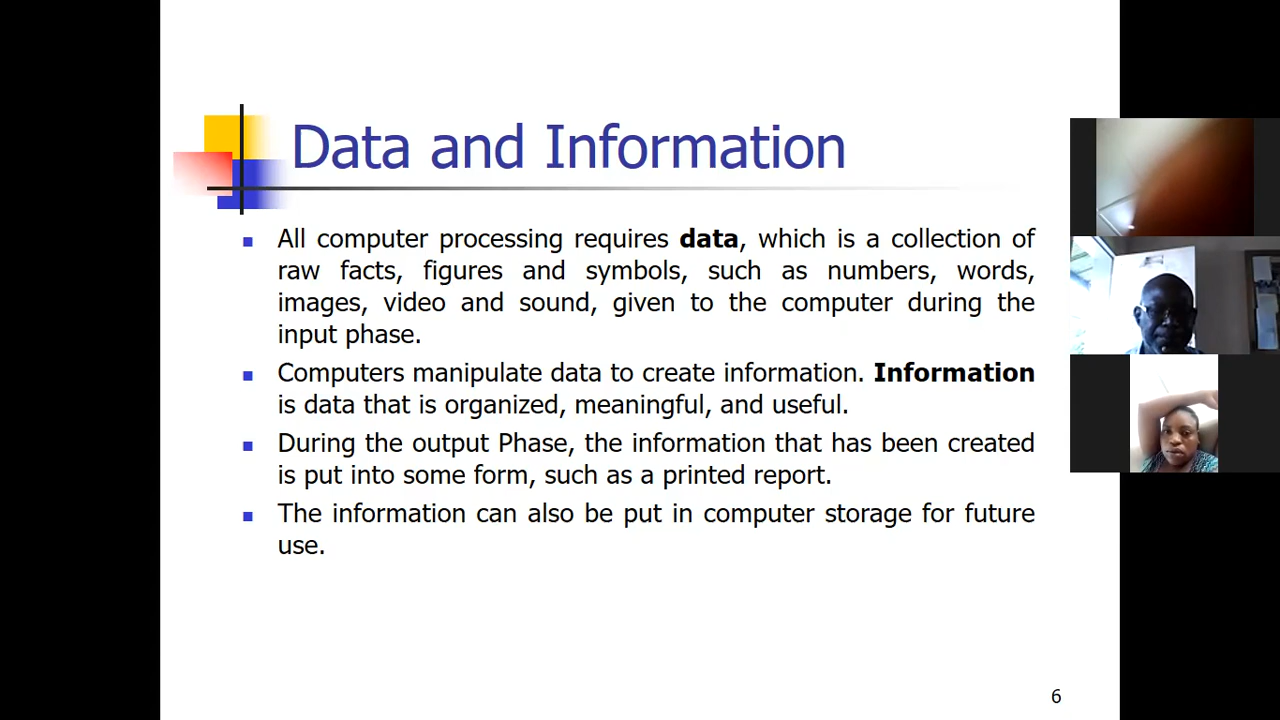 Data and Information
All computer processing requires data, which is a collection of
raw facts, figures and symbols, such as numbers, words,
images, video and sound, given to the computer during the
input phase.
Computers manipulate data to create information. Information
is data that is organized, meaningful, and useful.
During the output Phase, the information that has been created
is put into some form, such as a printed report.
The information can also be put in computer storage for future
use.
6